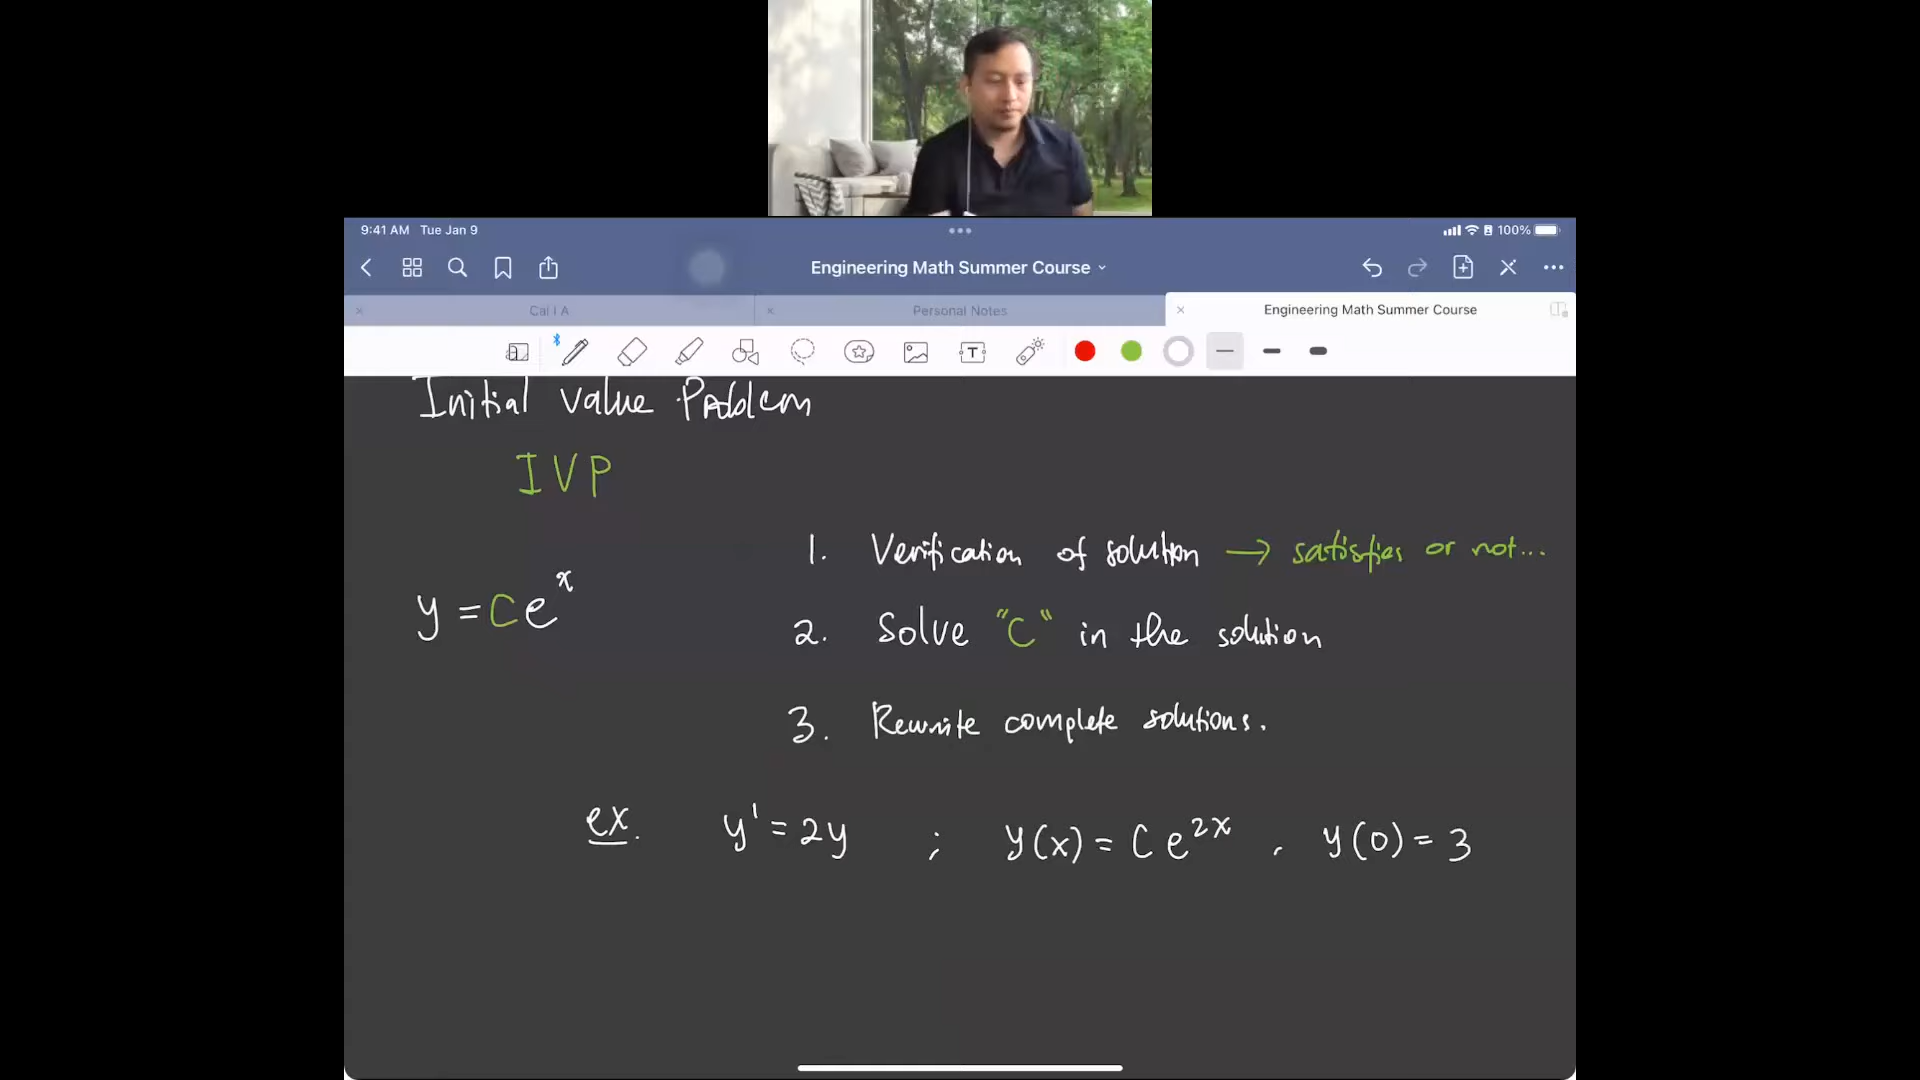 9:41 AM Tue Jan 9
100%
Engineering Math Summer Course
Cal I A
Personal Notes
Engineering Math Summer Course
T
Initial Value Problem
IVP
1. Verification of solution → satisfies or not...
y = Ce^x
2. Solve "C" in the solution
3. Rewrite complete solutions.
ex. y' = 2y ; y(x) = Ce^2x , y(0) = 3